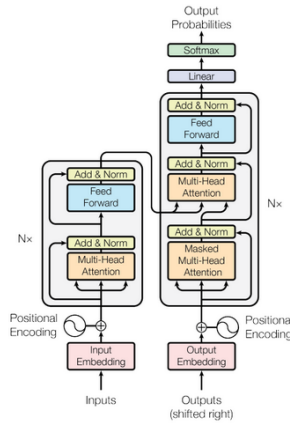 Output
Probabilities
Softmax
Linear
Add & Norm
Feed
Forward
Add & Norm
Multi-Head
Attention
Add & Norm
Masked
Multi-Head
Attention
N×
Add & Norm
Feed
Forward
Add & Norm
Multi-Head
Attention
N×
Positional
Encoding
Positional
Encoding
Input
Embedding
Output
Embedding
Inputs
Outputs
(shifted right)